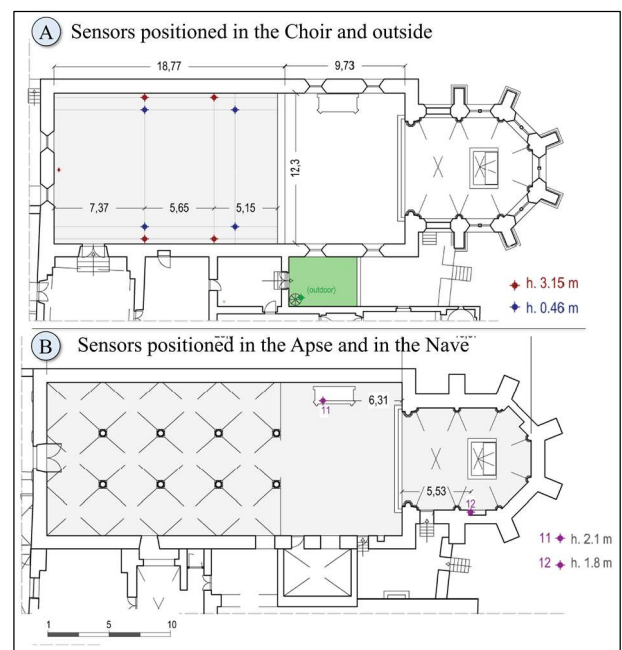 A Sensors positioned in the Choir and outside
18,77
9,73
12,3
7,37
5,65
5,15
(outdoor)
h. 3.15 m
h. 0.46 m
B Sensors positioned in the Apse and in the Nave
6,31
11
5,53
12
11 h. 2.1 m
12 h. 1.8 m
1 5 10